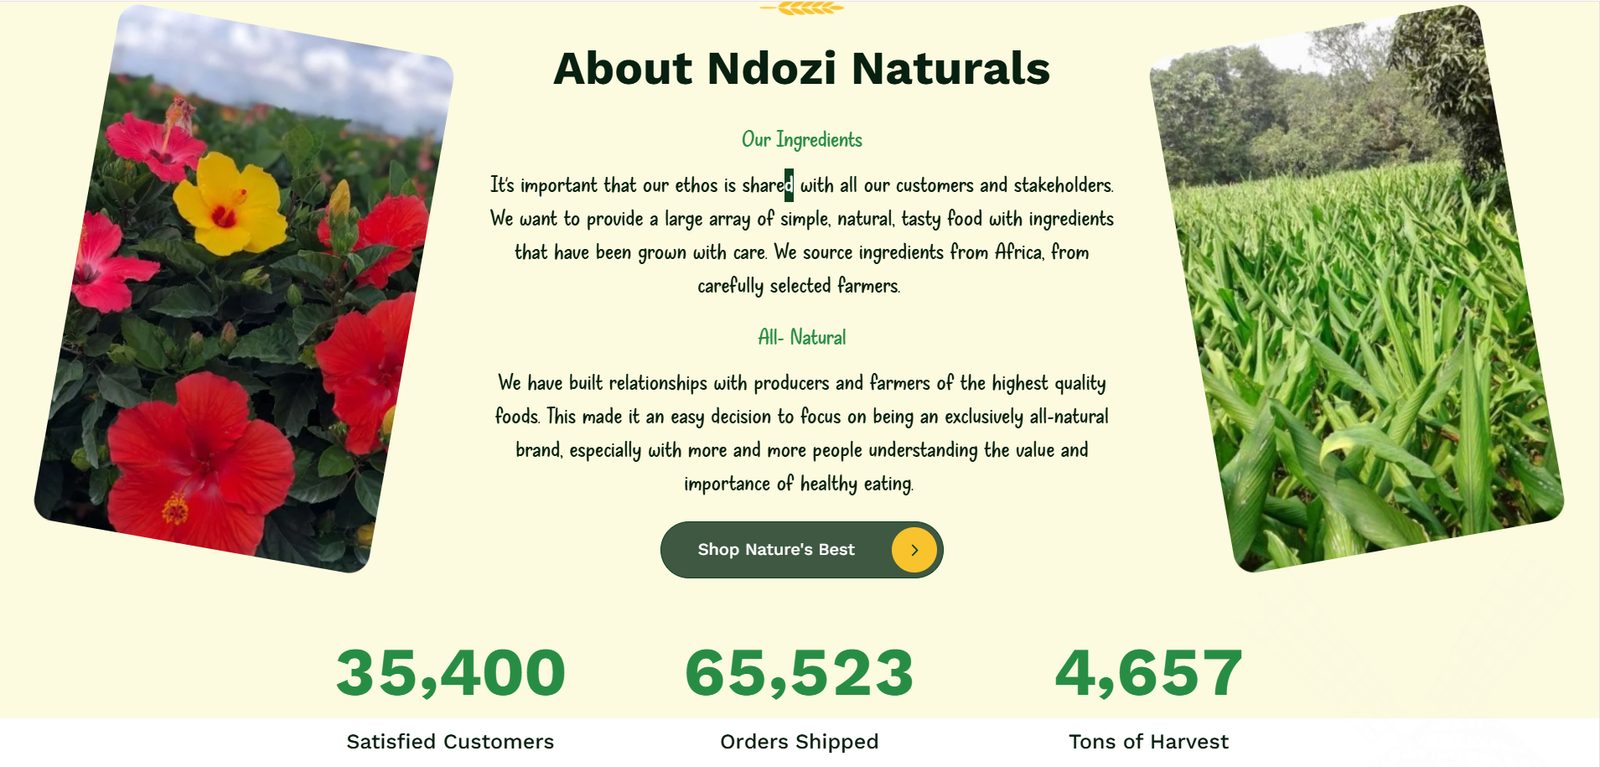 About Ndozi Naturals
Our Ingredients
It's important that our ethos is shared with all our customers and stakeholders.
We want to provide a large array of simple, natural, tasty food with ingredients
that have been grown with care. We source ingredients from Africa, from
carefully selected farmers.
All- Natural
We have built relationships with producers and farmers of the highest quality
foods. This made it an easy decision to focus on being an exclusively all-natural
brand, especially with more and more people understanding the value and
importance of healthy eating.
Shop Nature's Best
35,400 65,523 4,657
Satisfied Customers Orders Shipped Tons of Harvest